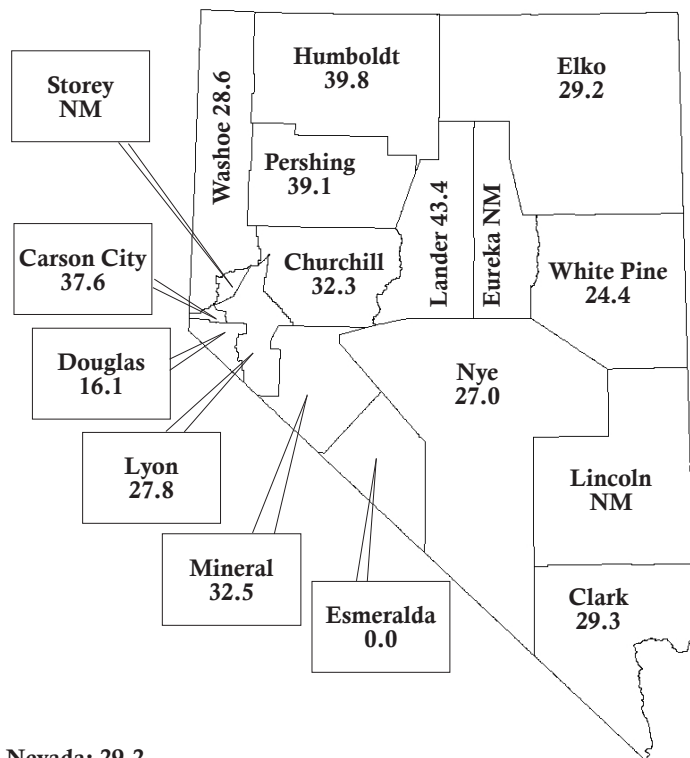 Humboldt
39.8
Elko
29.2
Storey
NM
Washoe 28.6
Pershing
39.1
Lander 43.4
Eureka NM
Carson City
37.6
Churchill
32.3
White Pine
24.4
Douglas
16.1
Nye
27.0
Lyon
27.8
Lincoln
NM
Mineral
32.5
Esmeralda
0.0
Clark
29.3
Nevada: 29.2